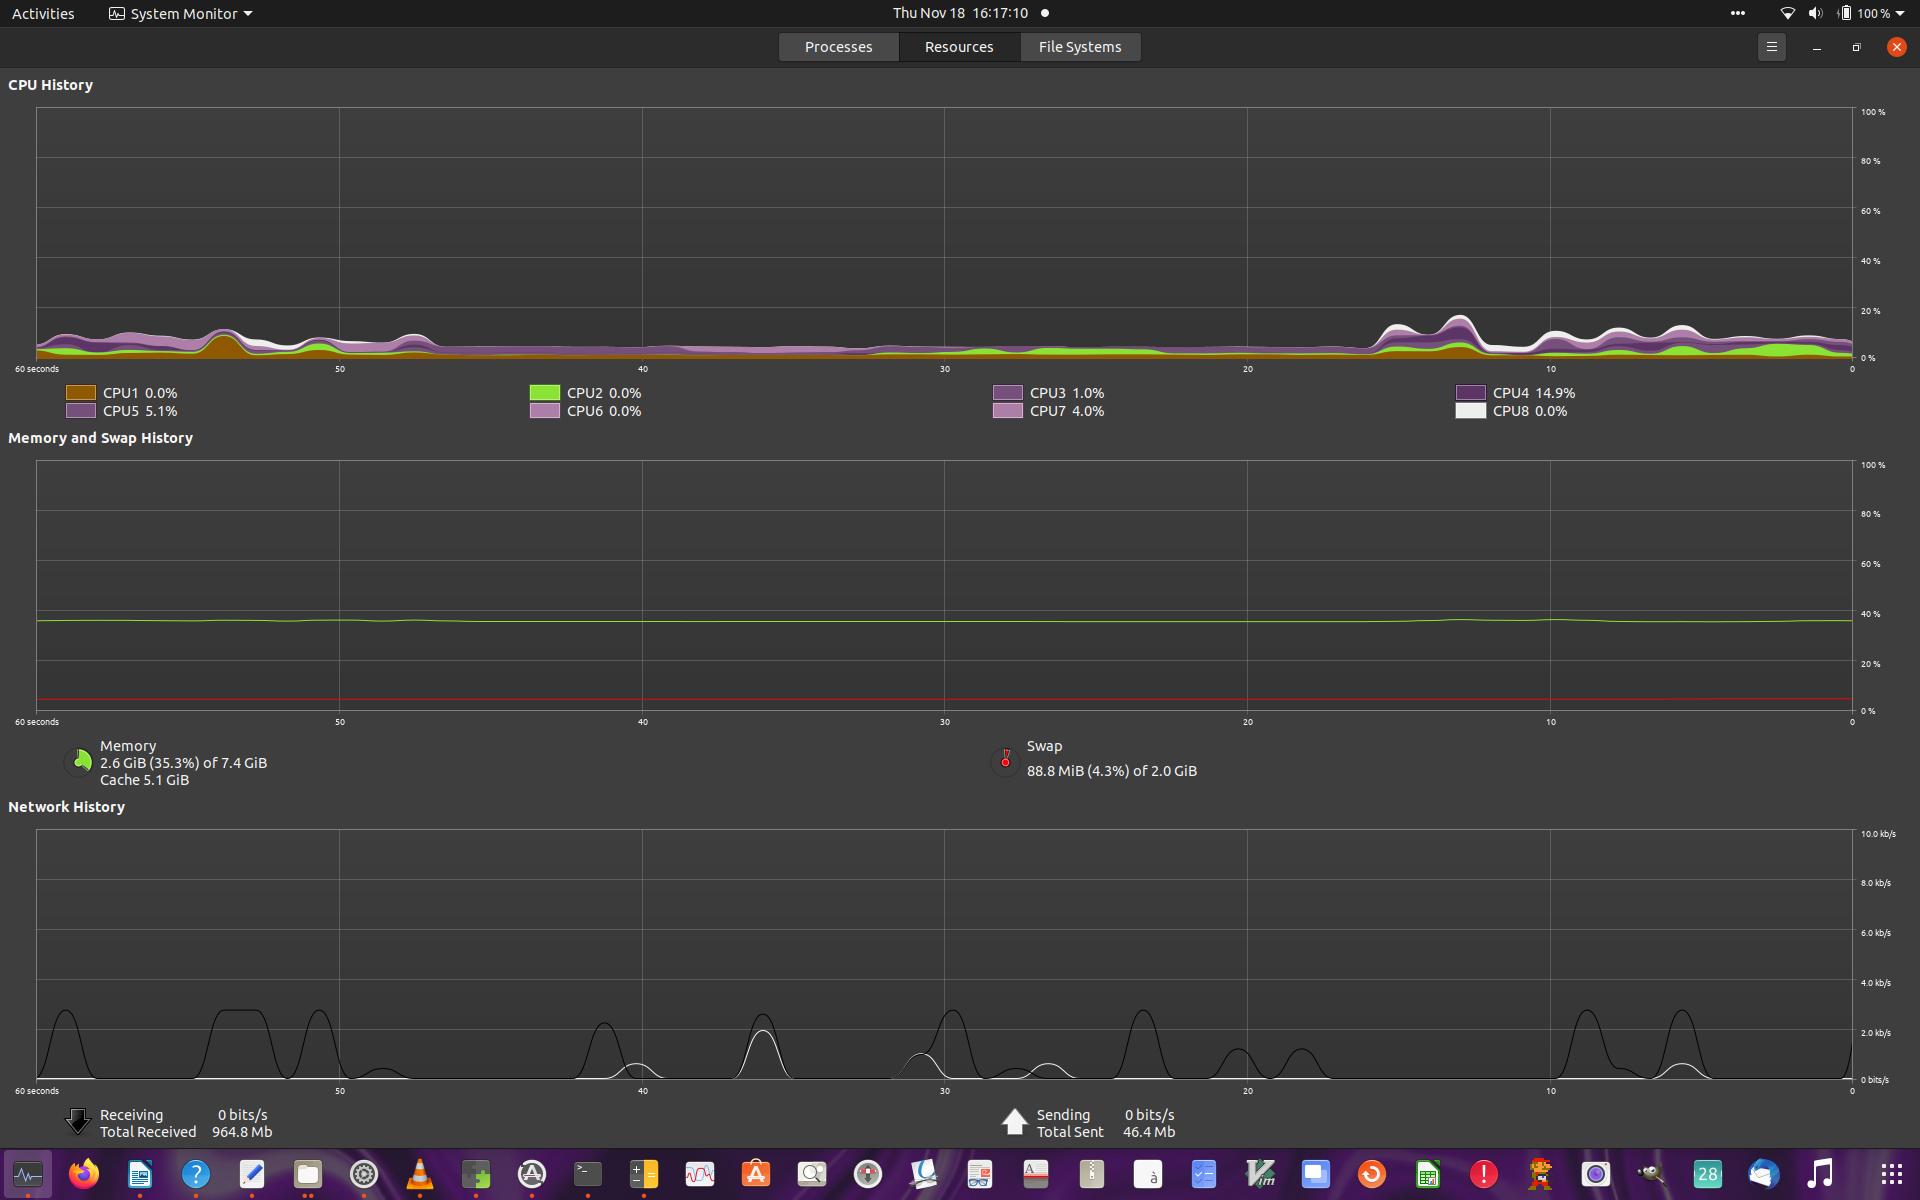 Activities System Monitor Thu Nov 18 16:17:10 100 %
Processes Resources File Systems
CPU History
100 %
80 %
60 %
40 %
20 %
0 %
60 seconds 50 40 30 20 10 0
CPU1 0.0% CPU2 0.0% CPU3 1.0% CPU4 14.9%
CPU5 5.1% CPU6 0.0% CPU7 4.0% CPU8 0.0%
Memory and Swap History
100 %
80 %
60 %
40 %
20 %
0 %
60 seconds 50 40 30 20 10 0
Memory
2.6 GiB (35.3%) of 7.4 GiB
Cache 5.1 GiB
Swap
88.8 MiB (4.3%) of 2.0 GiB
Network History
10.0 kb/s
8.0 kb/s
6.0 kb/s
4.0 kb/s
2.0 kb/s
0 bits/s
60 seconds 50 40 30 20 10 0
Receiving 0 bits/s
Total Received 964.8 Mb
Sending 0 bits/s
Total Sent 46.4 Mb
? >_ A à Vim ! 28